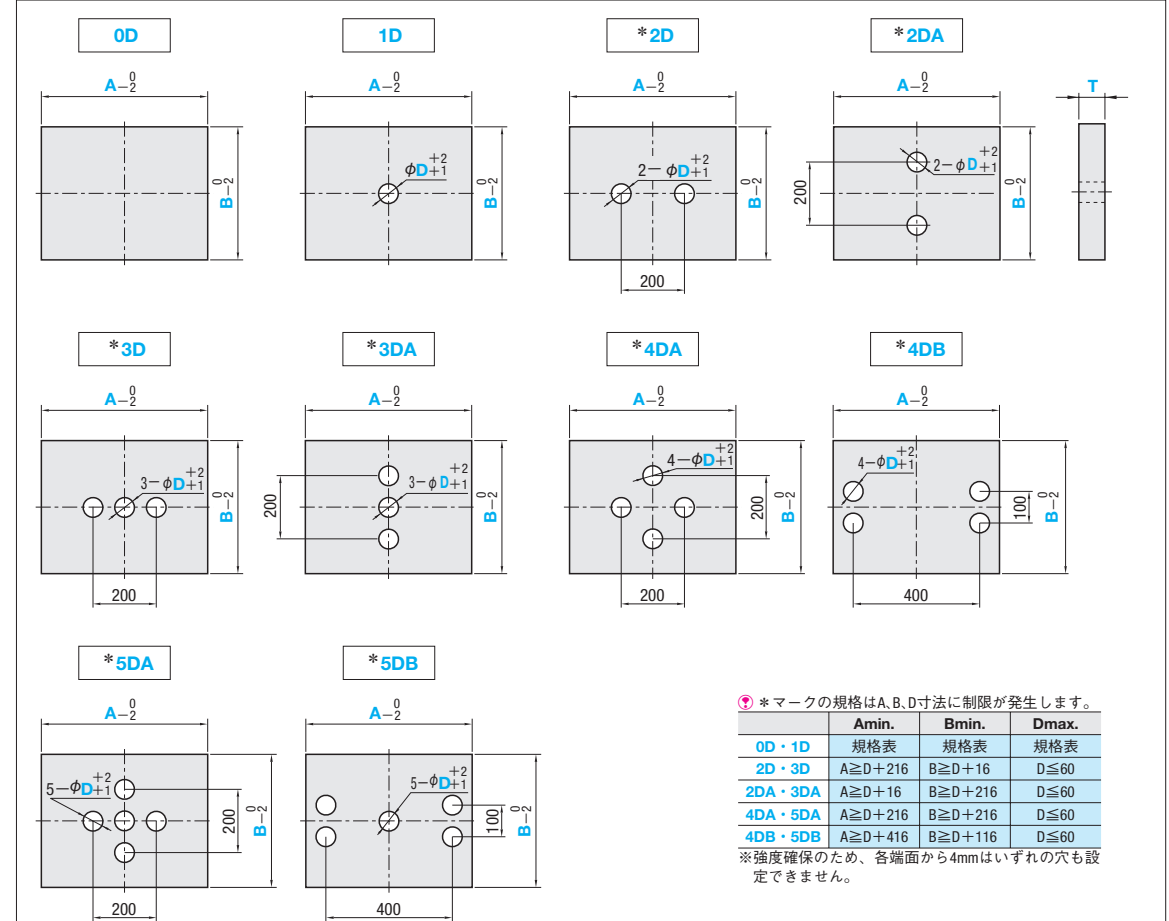 0D
1D
*2D
*2DA
A−0 2
A−0 2
A−0 2
A−0 2
T
φD+2 +1
2−φD+2 +1
2−φD+2 +1
B−0 2
B−0 2
B−0 2
B−0 2
200
200
*3D
*3DA
*4DA
*4DB
A−0 2
A−0 2
A−0 2
A−0 2
3−φD+2 +1
3−φD+2 +1
4−φD+2 +1
4−φD+2 +1
B−0 2
200
B−0 2
200
B−0 2
100
B−0 2
200
200
400
*5DA
*5DB
A−0 2
A−0 2
5−φD+2 +1
5−φD+2 +1
200
B−0 2
100
B−0 2
200
400
＊マークの規格はA、B、D寸法に制限が発生します。
Amin. Bmin. Dmax.
0D・1D 規格表 規格表 規格表
2D・3D A≧D＋216 B≧D＋16 D≦60
2DA・3DA A≧D＋16 B≧D＋216 D≦60
4DA・5DA A≧D＋216 B≧D＋216 D≦60
4DB・5DB A≧D＋416 B≧D＋116 D≦60
※強度確保のため、各端面から4mmはいずれの穴も設
定できません。